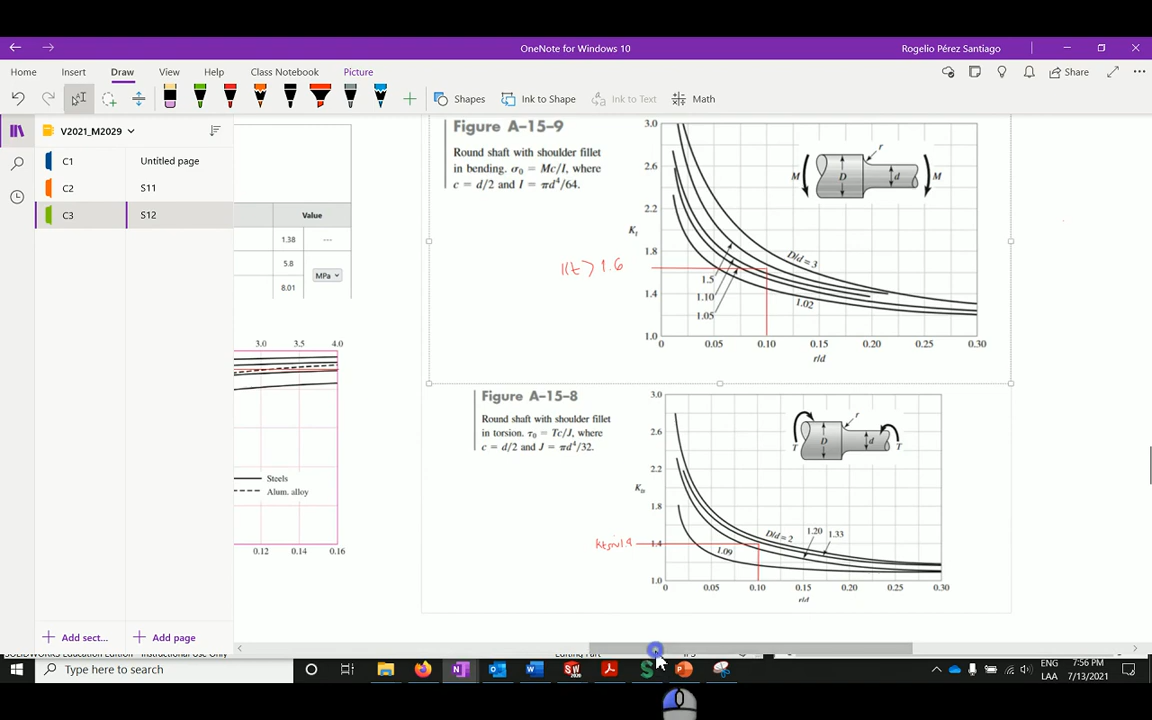 OneNote for Windows 10
Rogelio Pérez Santiago
Home
Insert
Draw
View
Help
Class Notebook
Picture
Share
Shapes
Ink to Shape
Ink to Text
Math
V2021_M2029
C1
C2
C3
Untitled page
S11
S12
Value
1.38
---
5.8
8.01
MPa
3.0 3.5 4.0
Steels
Alum. alloy
0.12 0.16
Figure A–15–9
Round shaft with shoulder fillet
in bending. σ0 = Mc/I, where
c = d/2 and I = πd⁴/64.
3.0
2.6
2.2
Kt
1.8
1.4
1.0
Kt > 1.6
D/d = 3
1.5
1.10
1.05
1.02
M D d r M
0 0.05 0.10 0.15 0.20 0.25 0.30
r/d
Figure A–15–8
Round shaft with shoulder fillet
in torsion. τ0 = Tc/J, where
c = d/2 and J = πd⁴/32.
3.0
2.6
2.2
Kts
1.8
1.4
1.0
D/d = 2
1.20
1.33
1.09
T D d r T
0 0.05 0.10 0.15 0.20 0.25 0.30
r/d
Add sect...
Add page
Type here to search
ENG
LAA
7:56 PM
7/13/2021